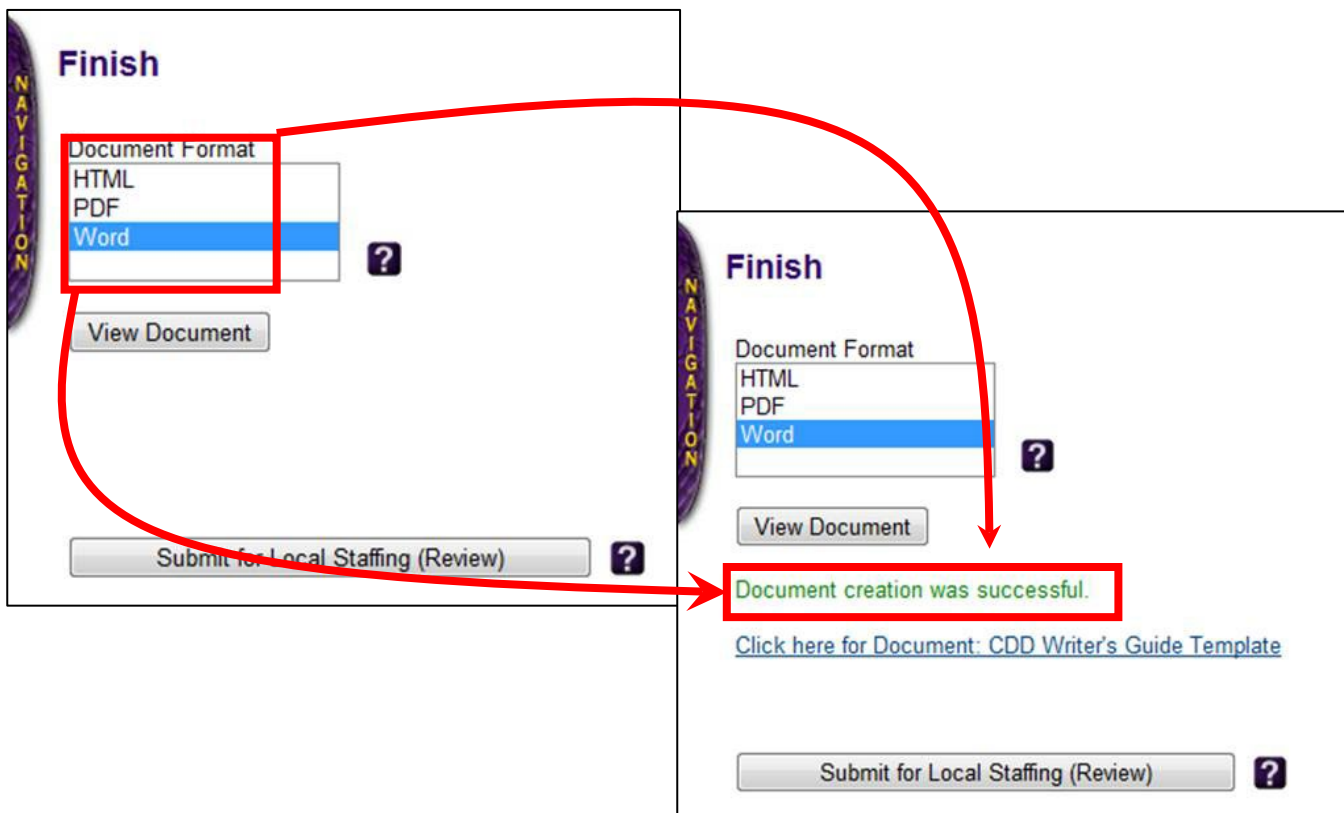 NAVIGATION
Finish
Document Format
HTML
PDF
Word
?
View Document
Submit for Local Staffing (Review)
?
NAVIGATION
Finish
Document Format
HTML
PDF
Word
?
View Document
Document creation was successful.
Click here for Document: CDD Writer's Guide Template
Submit for Local Staffing (Review)
?